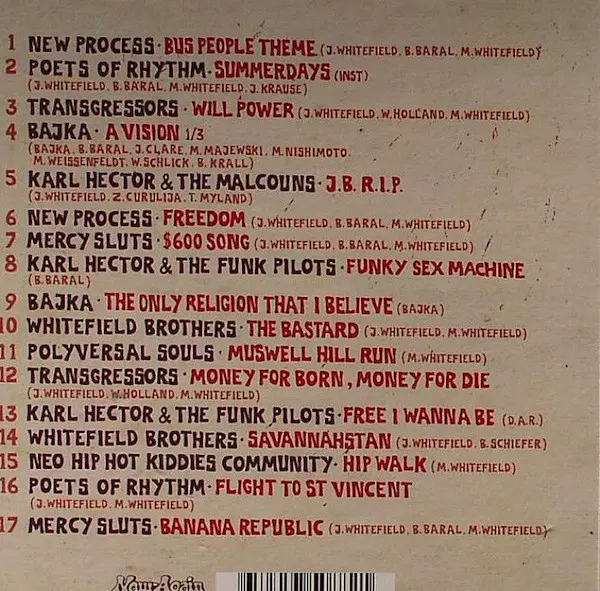 1 NEW PROCESS · BUS PEOPLE THEME (J.WHITEFIELD, B.BARAL, M.WHITEFIELD)
2 POETS OF RHYTHM · SUMMERDAYS (INST)
(J.WHITEFIELD, B.BARAL, M.WHITEFIELD, J.KRAUSE)
3 TRANSGRESSORS · WILL POWER (J.WHITEFIELD, W.HOLLAND, M.WHITEFIELD)
4 BAJKA · A VISION 1/3
(BAJKA, B.BARAL, J.CLARE, M.MAJEWSKI, M.NISHIMOTO,
M.WEISSENFELDT, W.SCHLICK, B.KRALL)
5 KARL HECTOR & THE MALCOUNS · J.B. R.I.P.
(J.WHITEFIELD, Z.CURULIJA, T.MYLAND)
6 NEW PROCESS · FREEDOM (J.WHITEFIELD, B.BARAL, M.WHITEFIELD)
7 MERCY SLUTS · $600 SONG (J.WHITEFIELD, B.BARAL, M.WHITEFIELD)
8 KARL HECTOR & THE FUNK PILOTS · FUNKY SEX MACHINE
(B.BARAL)
9 BAJKA · THE ONLY RELIGION THAT I BELIEVE (BAJKA)
10 WHITEFIELD BROTHERS · THE BASTARD (J.WHITEFIELD, M.WHITEFIELD)
11 POLYVERSAL SOULS · MUSWELL HILL RUN (M.WHITEFIELD)
12 TRANSGRESSORS · MONEY FOR BORN, MONEY FOR DIE
(J.WHITEFIELD, W.HOLLAND, M.WHITEFIELD)
13 KARL HECTOR & THE FUNK PILOTS · FREE I WANNA BE (D.A.R.)
14 WHITEFIELD BROTHERS · SAVANNAHSTAN (J.WHITEFIELD, B.SCHIEFER)
15 NEO HIP HOT KIDDIES COMMUNITY · HIP WALK (M.WHITEFIELD)
16 POETS OF RHYTHM · FLIGHT TO ST VINCENT
(J.WHITEFIELD, M.WHITEFIELD)
17 MERCY SLUTS · BANANA REPUBLIC (J.WHITEFIELD, B.BARAL, M.WHITEFIELD)